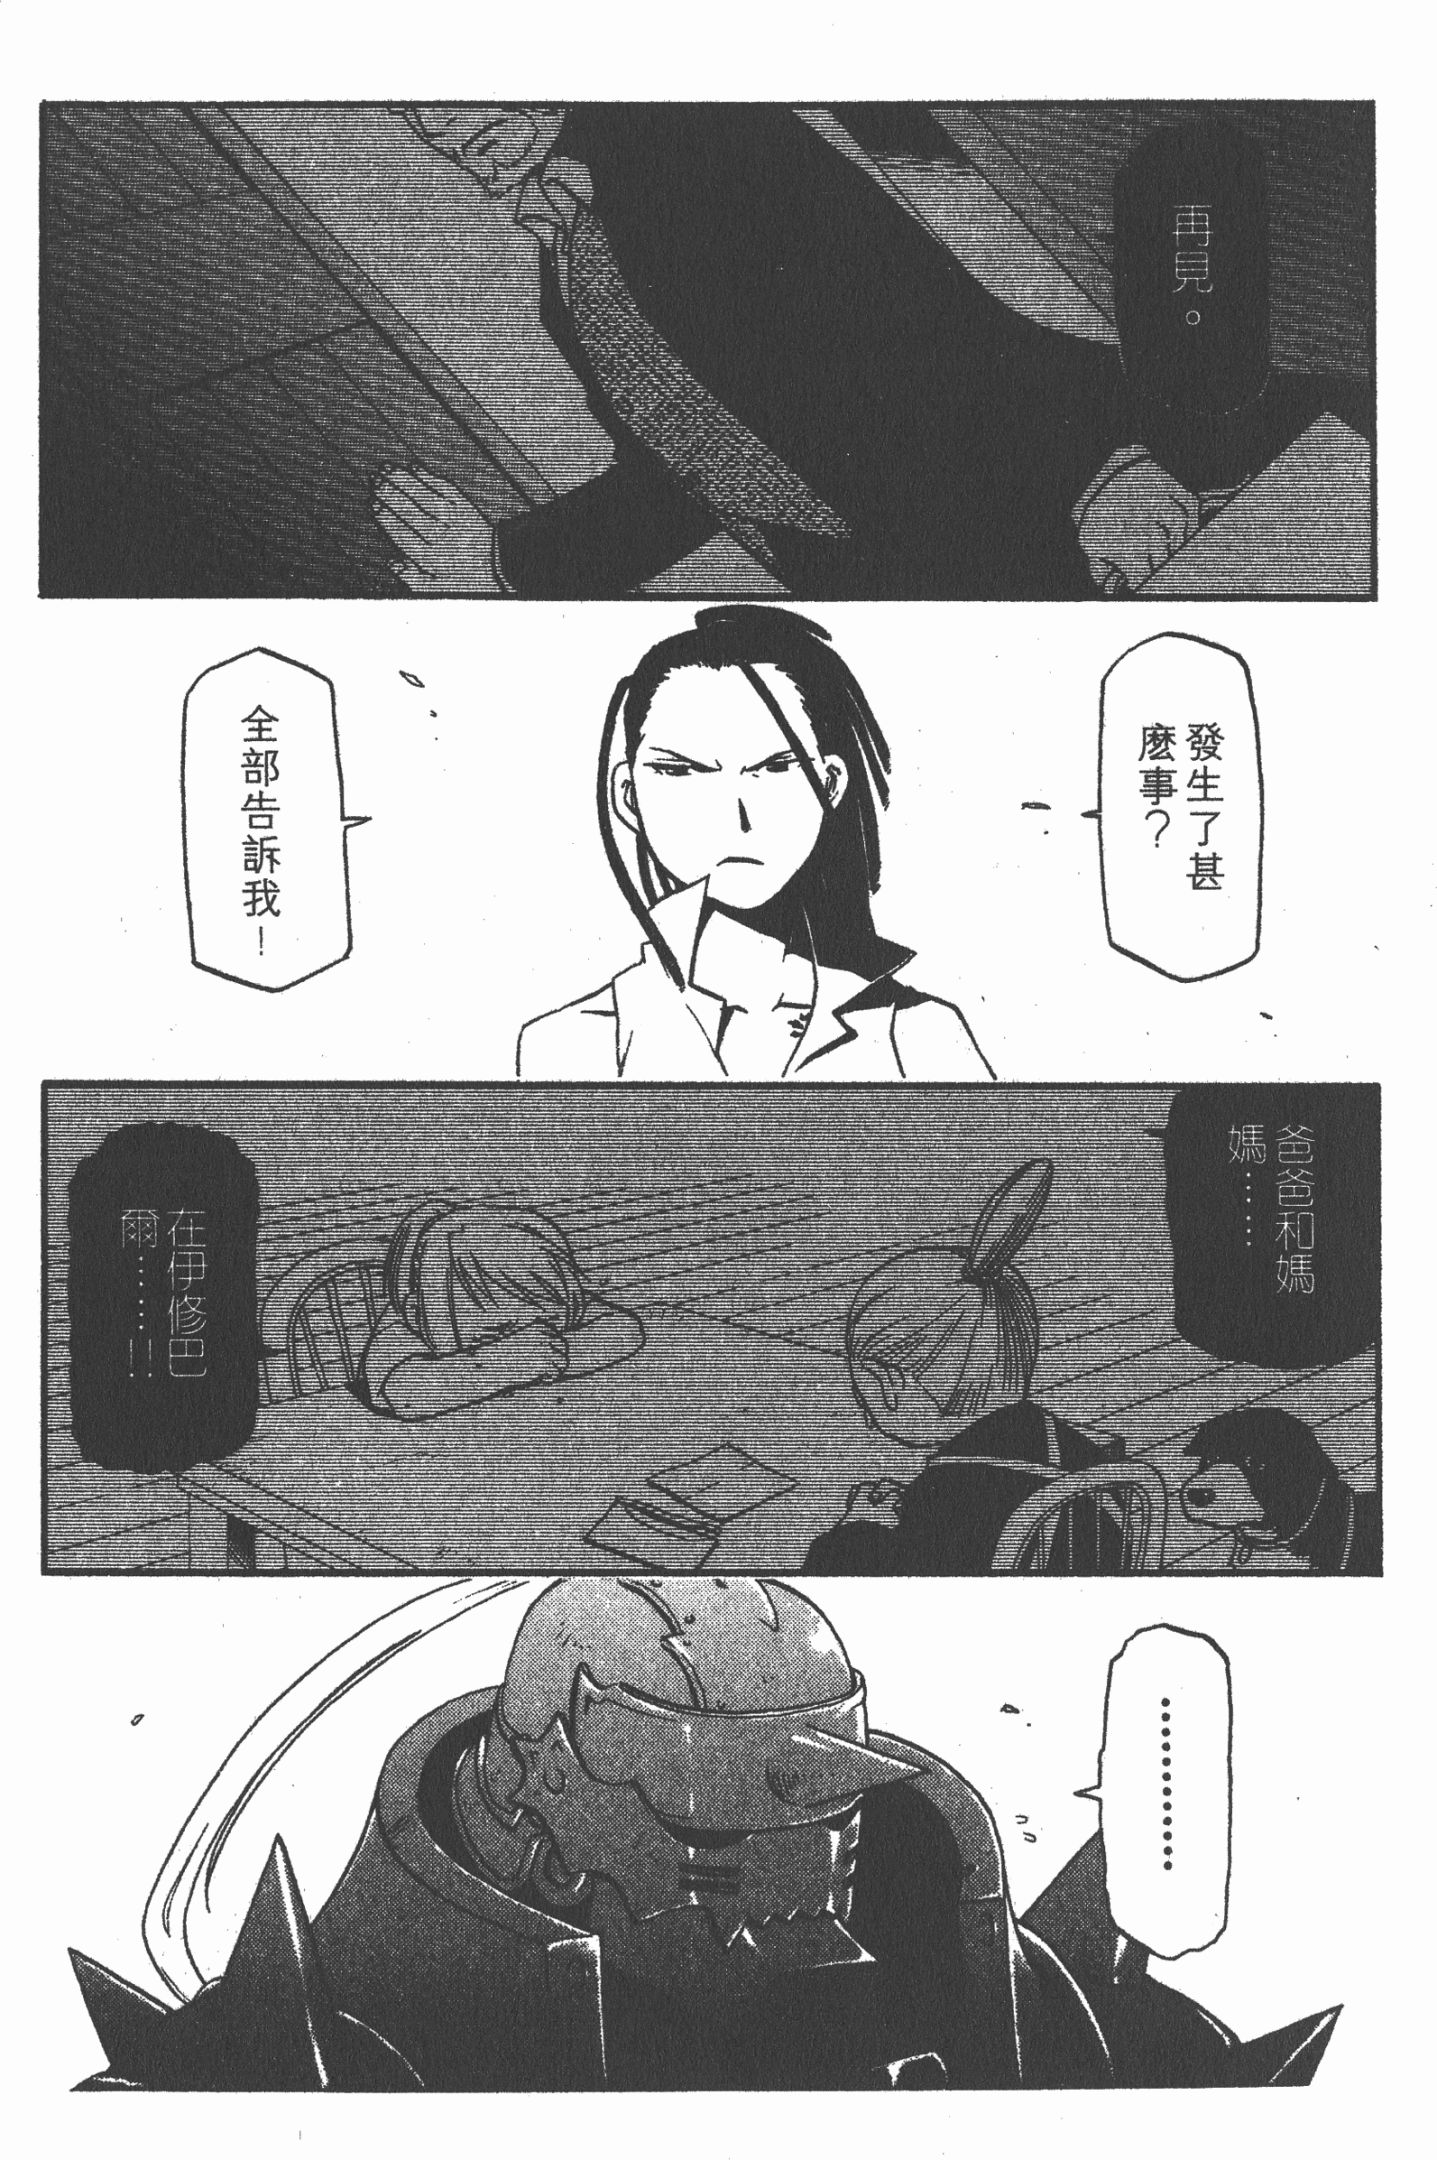 再見。
發生了甚
麼事？
全部告訴我！
爸爸和媽
媽……
在伊修巴
爾……!!
…………